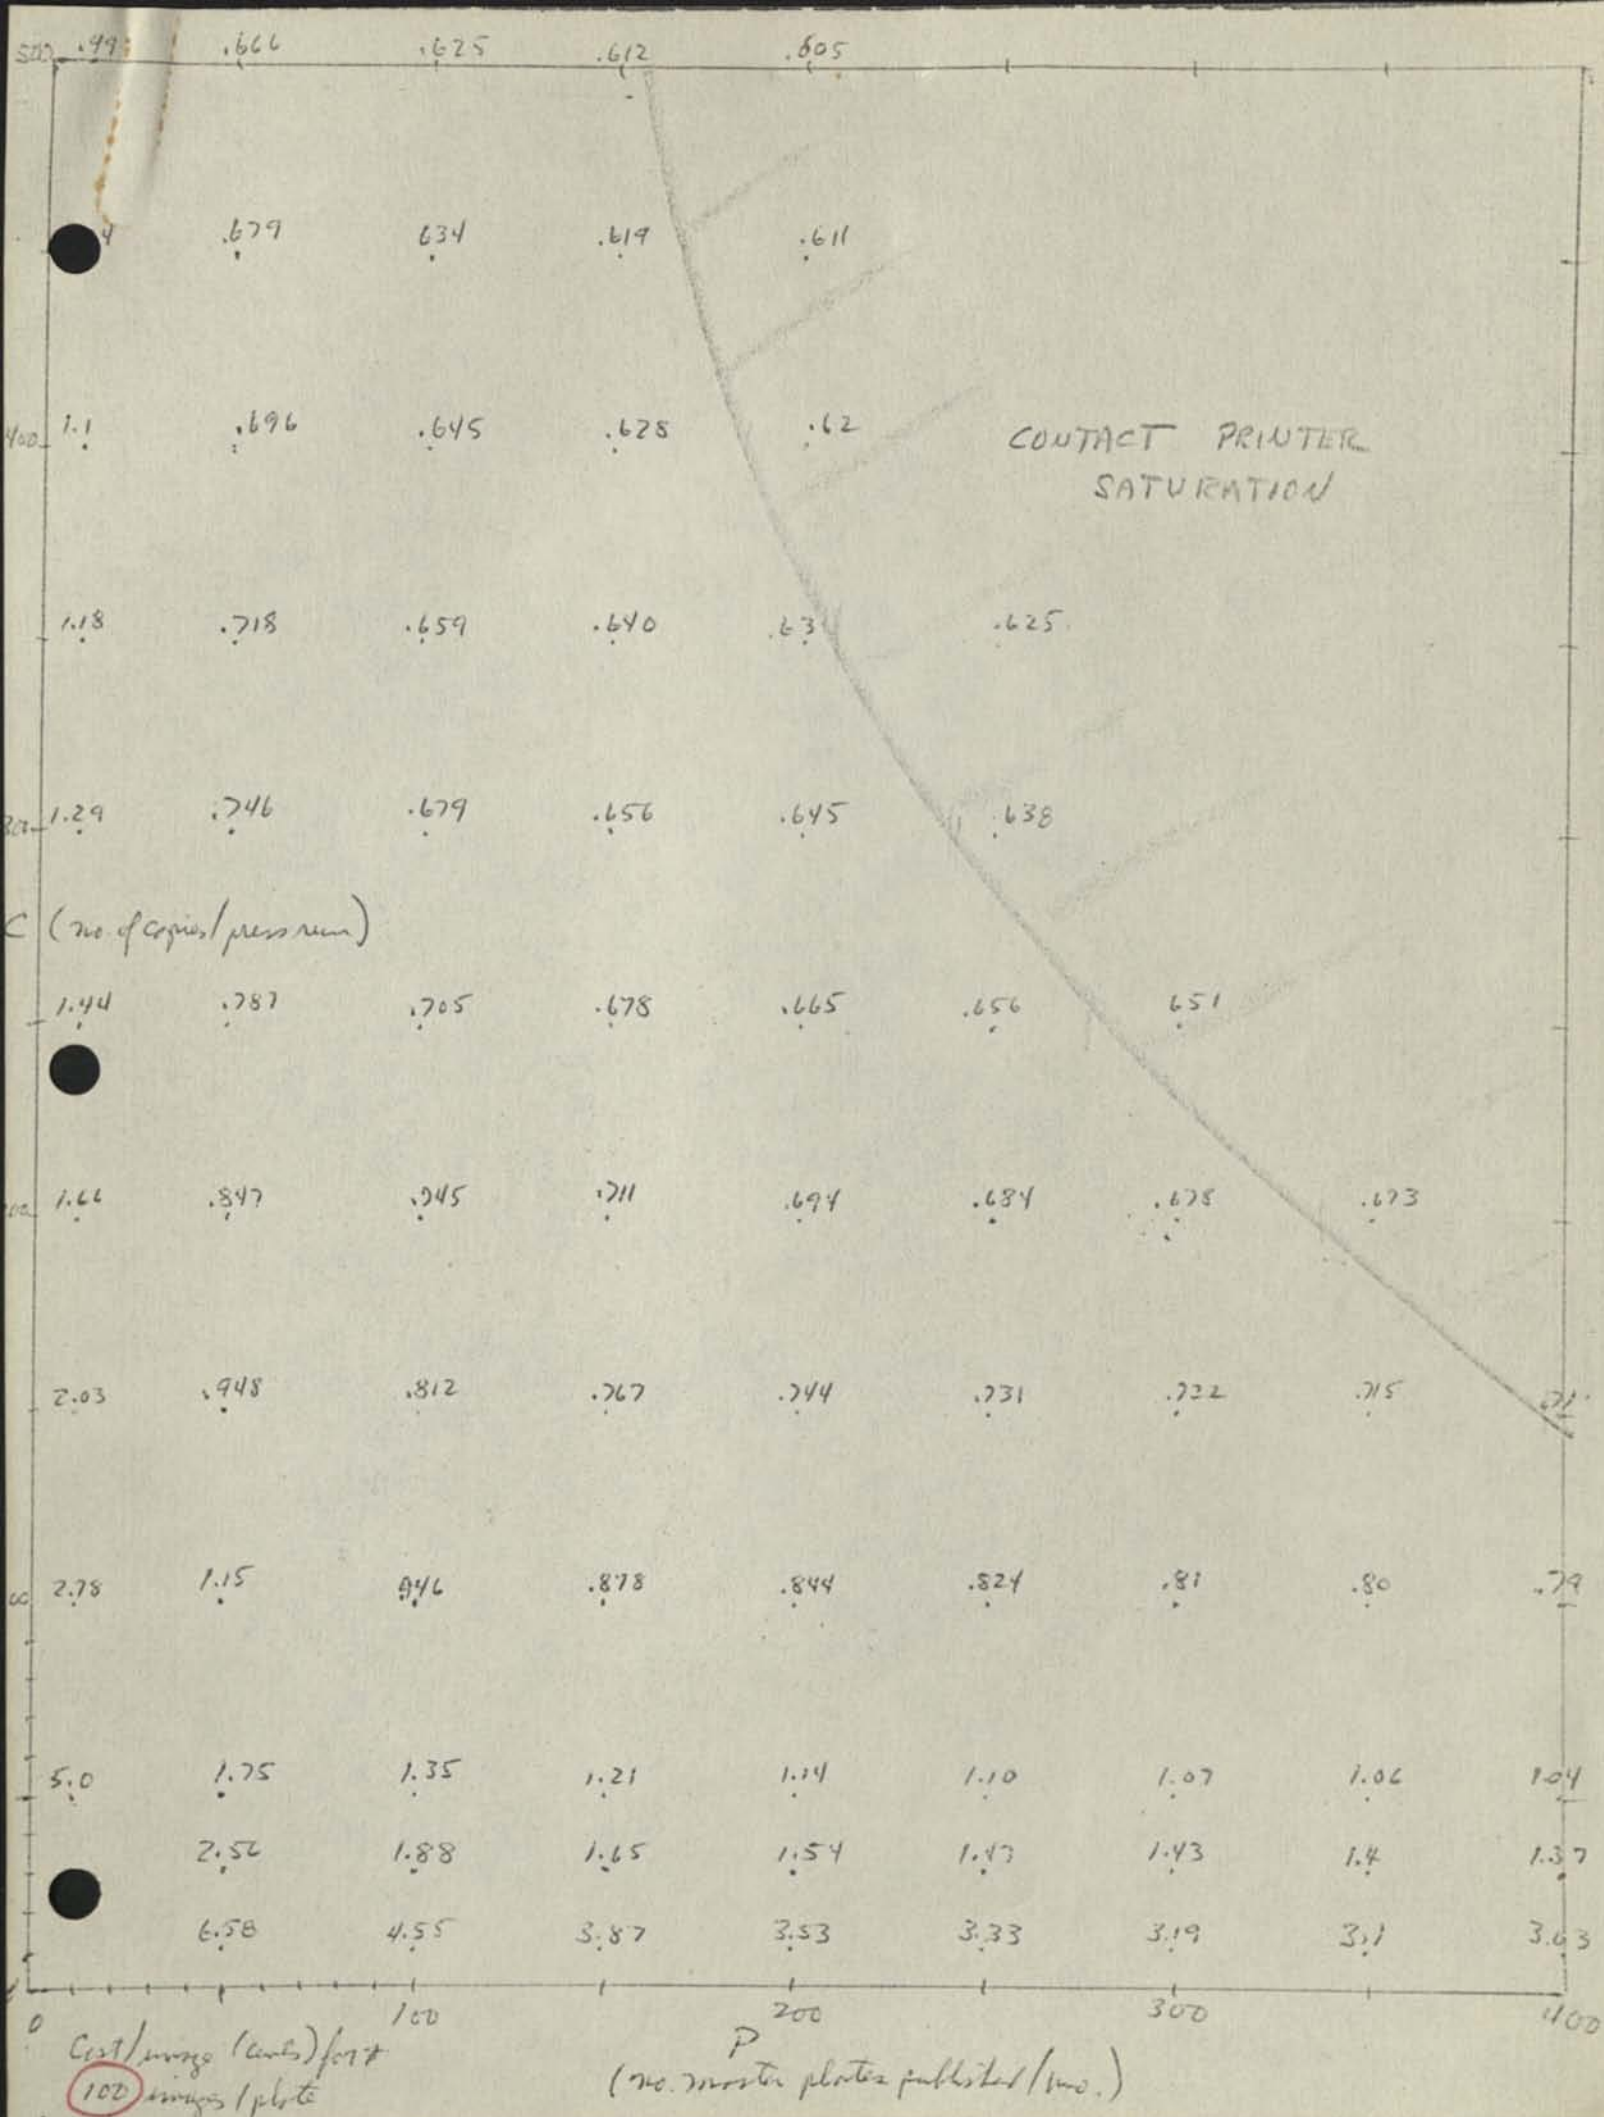 500 .99 .666 .625 .612 .605
4 .679 634 .619 .611
400 1.1 .696 .645 .628 .62
CONTACT PRINTER
SATURATION
1.18 .718 .659 .640 .63 .625
1.29 .746 .679 .656 .645 .638
C (no. of copies/press run)
1.44 .787 .705 .678 .665 .656 651
1.66 .847 .745 .711 .694 .684 .678 .673
2.03 .948 .812 .767 .744 .731 .722 .715 .71
2.78 1.15 .946 .878 .844 .824 .81 .80 .79
5.0 1.75 1.35 1.21 1.14 1.10 1.07 1.06 1.04
2.56 1.88 1.65 1.54 1.47 1.43 1.4 1.37
6.58 4.55 3.87 3.53 3.33 3.19 3.1 3.03
0 100 200 300 400
P
Cost/image (cents) for
100 images/plate
(no. master plates published/mo.)